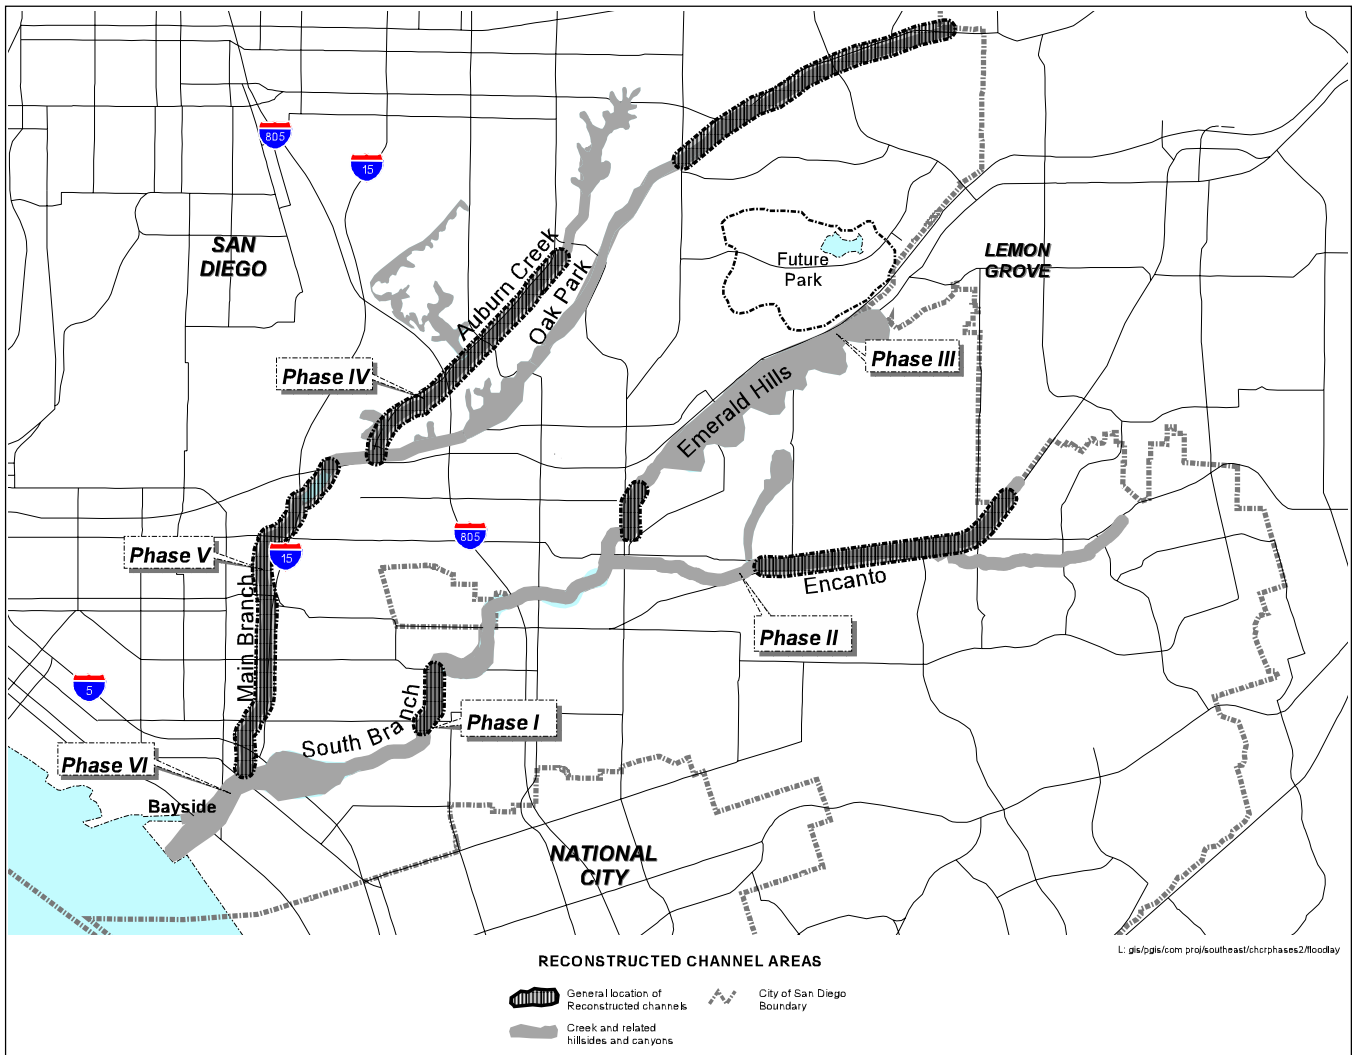 805
15
SAN
DIEGO
Auburn Creek
Oak Park
Future
Park
LEMON
GROVE
Phase IV
Phase III
Emerald Hills
Phase V
15
805
Encanto
Main Branch
Phase II
5
South Branch
Phase I
Phase VI
Bayside
NATIONAL
CITY
L: gis/pgis/com proj/southeast/chcrphases2/floodlay
RECONSTRUCTED CHANNEL AREAS
General location of
Reconstructed channels
City of San Diego
Boundary
Creek and related
hillsides and canyons